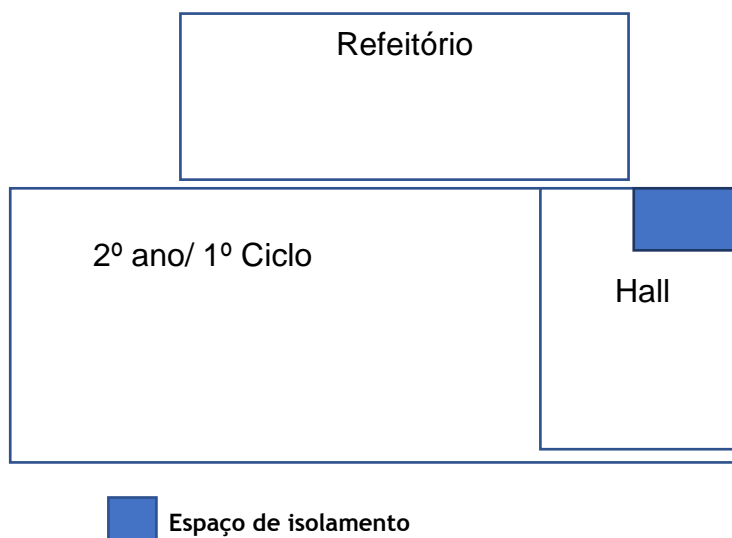 Refeitório
2º ano/ 1º Ciclo
Hall
Espaço de isolamento